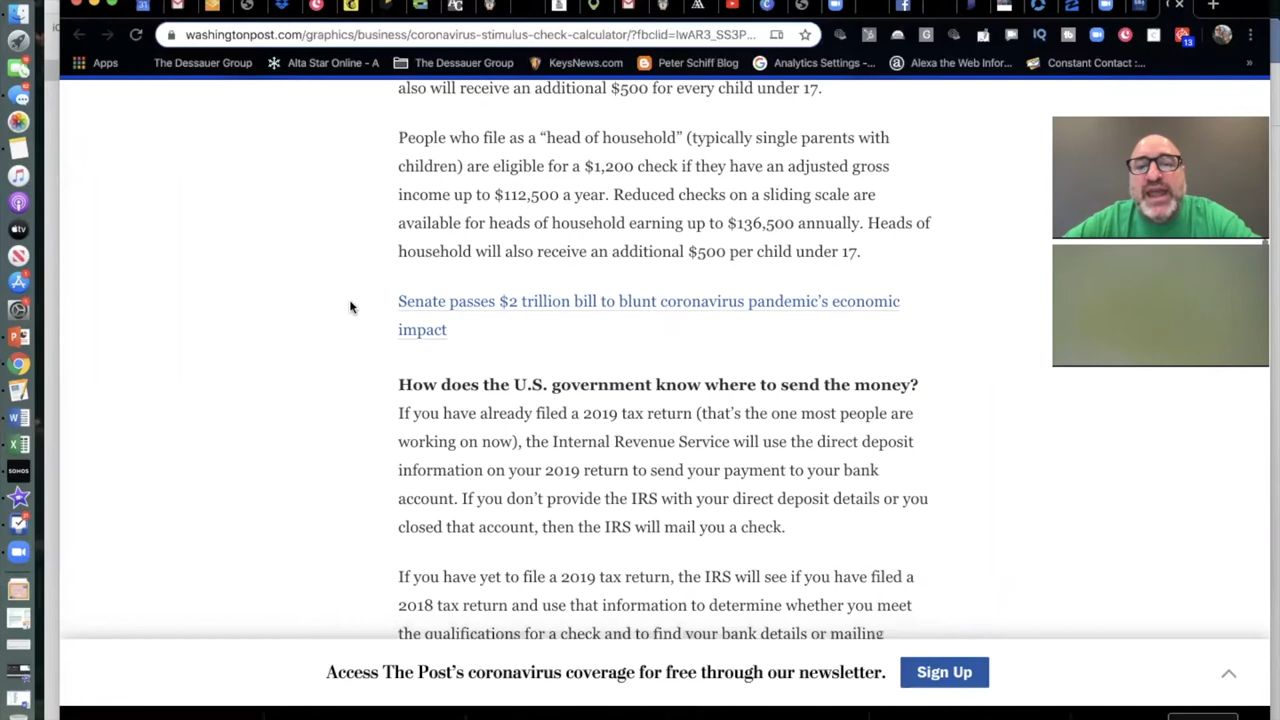 washingtonpost.com/graphics/business/coronavirus-stimulus-check-calculator/?fbclid=IwAR3_SS3P...
13
Apps
The Dessauer Group
Alta Star Online - A
The Dessauer Group
KeysNews.com
Peter Schiff Blog
Analytics Settings -...
Alexa the Web Infor...
Constant Contact :...
»
also will receive an additional $500 for every child under 17.
People who file as a “head of household” (typically single parents with
children) are eligible for a $1,200 check if they have an adjusted gross
income up to $112,500 a year. Reduced checks on a sliding scale are
available for heads of household earning up to $136,500 annually. Heads of
household will also receive an additional $500 per child under 17.
Senate passes $2 trillion bill to blunt coronavirus pandemic’s economic
impact
How does the U.S. government know where to send the money?
If you have already filed a 2019 tax return (that’s the one most people are
working on now), the Internal Revenue Service will use the direct deposit
information on your 2019 return to send your payment to your bank
account. If you don’t provide the IRS with your direct deposit details or you
closed that account, then the IRS will mail you a check.
If you have yet to file a 2019 tax return, the IRS will see if you have filed a
2018 tax return and use that information to determine whether you meet
the qualifications for a check and to find your bank details or mailing
Access The Post’s coronavirus coverage for free through our newsletter.
Sign Up
tv
SONOS